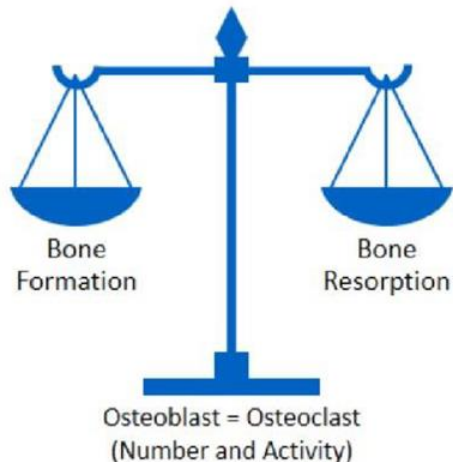 Bone
Formation
Bone
Resorption
Osteoblast = Osteoclast
(Number and Activity)